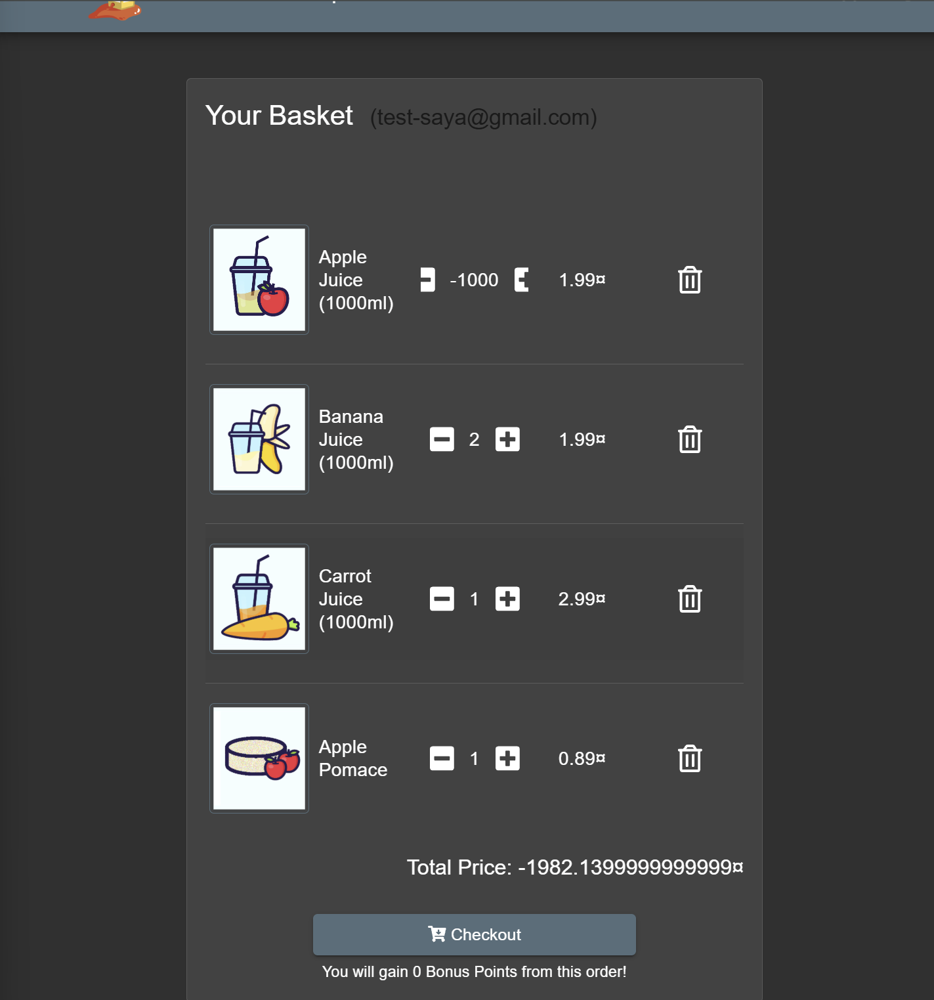 Your Basket (test-saya@gmail.com)
Apple
Juice
(1000ml)
-1000
1.99¤
Banana
Juice
(1000ml)
2
1.99¤
Carrot
Juice
(1000ml)
1
2.99¤
Apple
Pomace
1
0.89¤
Total Price: -1982.1399999999999¤
Checkout
You will gain 0 Bonus Points from this order!